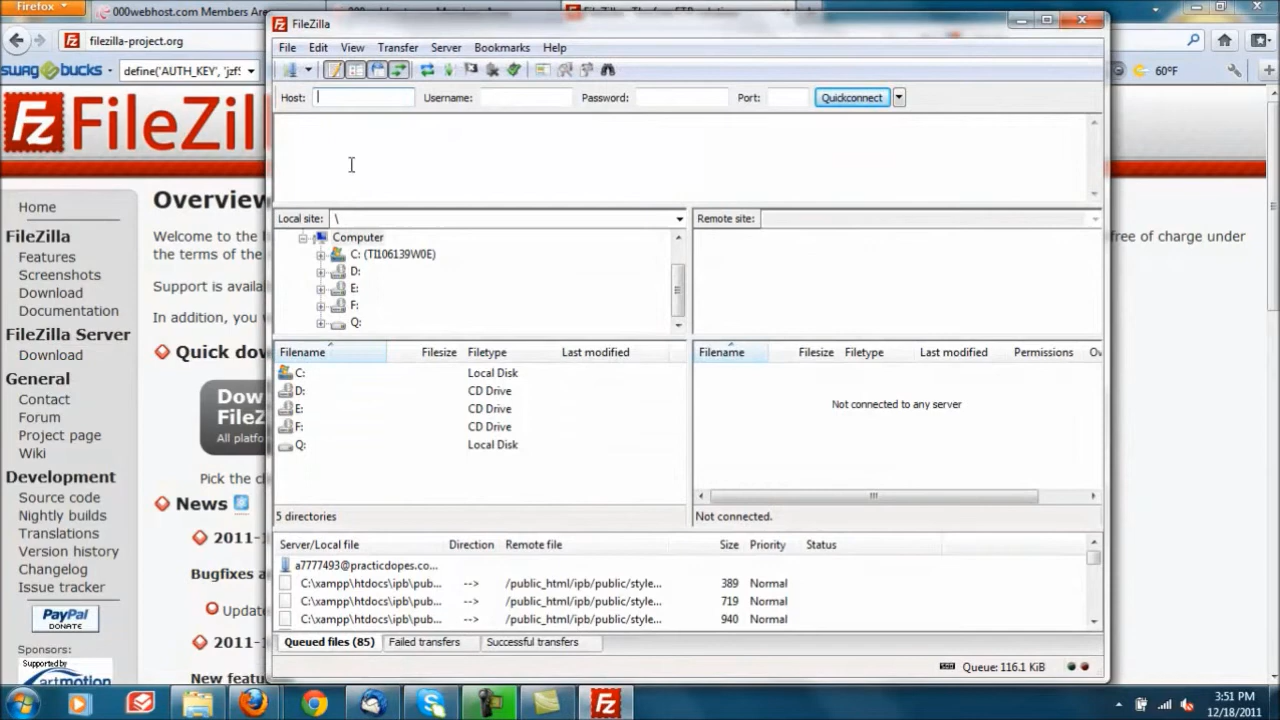 Firefox
000webhost.com Members Are
FileZilla
filezilla-project.org
File Edit View Transfer Server Bookmarks Help
swagbucks define('AUTH_KEY', 'jzf!
60°F
Host: Username: Password: Port: Quickconnect
FileZil
Local site: \
Remote site:
Computer
C: (TI106139W0E)
D:
E:
F:
Q:
Filename Filesize Filetype Last modified
C: Local Disk
D: CD Drive
E: CD Drive
F: CD Drive
Q: Local Disk
5 directories
Filename Filesize Filetype Last modified Permissions Ov
Not connected to any server
Not connected.
Server/Local file Direction Remote file Size Priority Status
a7777493@practicdopes.co...
C:\xampp\htdocs\ipb\pub... --> /public_html/ipb/public/style... 389 Normal
C:\xampp\htdocs\ipb\pub... --> /public_html/ipb/public/style... 719 Normal
C:\xampp\htdocs\ipb\pub... --> /public_html/ipb/public/style... 940 Normal
Queued files (85) Failed transfers Successful transfers
Queue: 116.1 KiB
Home
FileZilla
Features
Screenshots
Download
Documentation
FileZilla Server
Download
General
Contact
Forum
Project page
Wiki
Development
Source code
Nightly builds
Translations
Version history
Changelog
Issue tracker
PayPal
DONATE
Sponsors:
Supported by
artmotion
Overview
Welcome to the
free of charge under
the terms of the
Support is availa
In addition, you
Quick do
Dow
FileZ
All platfo
Pick the c
News
2011-1
Bugfixes a
Update
2011-1
New featu
3:51 PM
12/18/2011